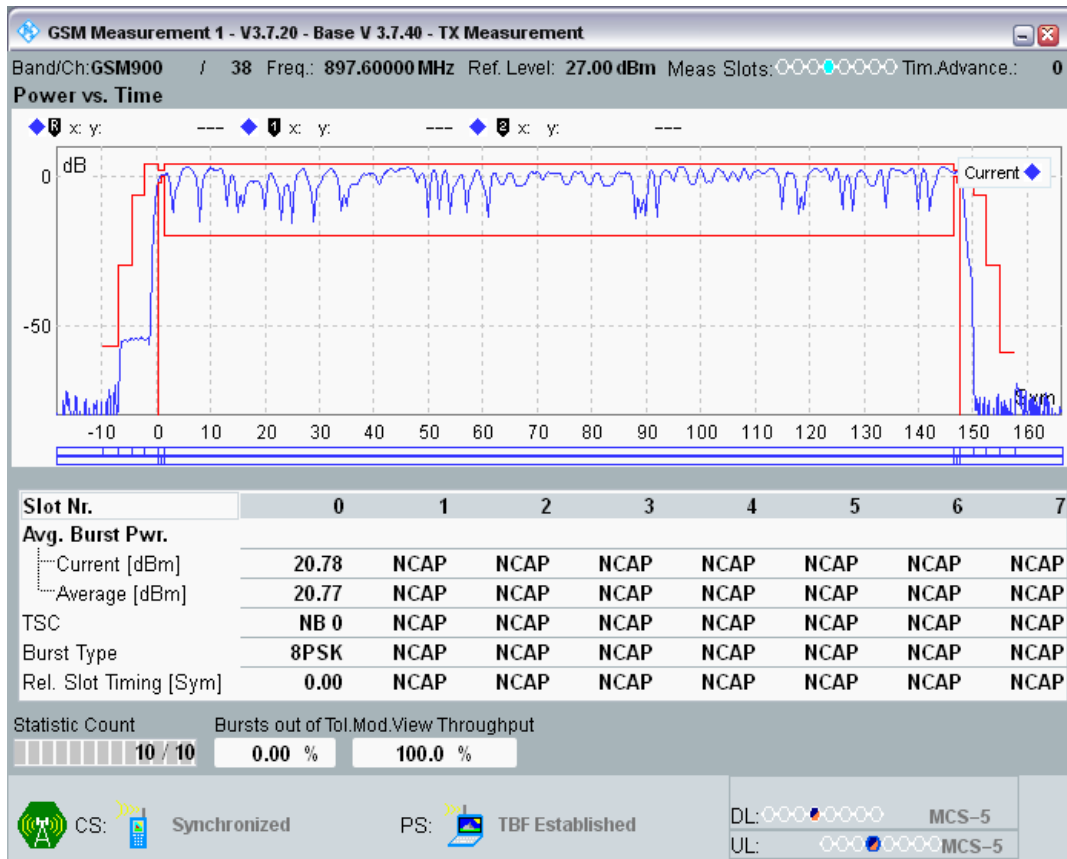 GSM Measurement 1 - V3.7.20 - Base V 3.7.40 - TX Measurement
Band/Ch:GSM900 / 38 Freq.: 897.60000 MHz Ref. Level: 27.00 dBm Meas Slots: Tim.Advance.: 0
Power vs. Time
R x: y: --- 1 x: y: --- 2 x: y: ---
dB
Current
0
-50
Sym
-10 0 10 20 30 40 50 60 70 80 90 100 110 120 130 140 150 160
Slot Nr. 0 1 2 3 4 5 6 7
Avg. Burst Pwr.
Current [dBm] 20.78 NCAP NCAP NCAP NCAP NCAP NCAP NCAP
Average [dBm] 20.77 NCAP NCAP NCAP NCAP NCAP NCAP NCAP
TSC NB 0 NCAP NCAP NCAP NCAP NCAP NCAP NCAP
Burst Type 8PSK NCAP NCAP NCAP NCAP NCAP NCAP NCAP
Rel. Slot Timing [Sym] 0.00 NCAP NCAP NCAP NCAP NCAP NCAP NCAP
Statistic Count Bursts out of Tol.Mod.View Throughput
10 / 10 0.00 % 100.0 %
CS: Synchronized PS: TBF Established
DL: MCS-5
UL: MCS-5